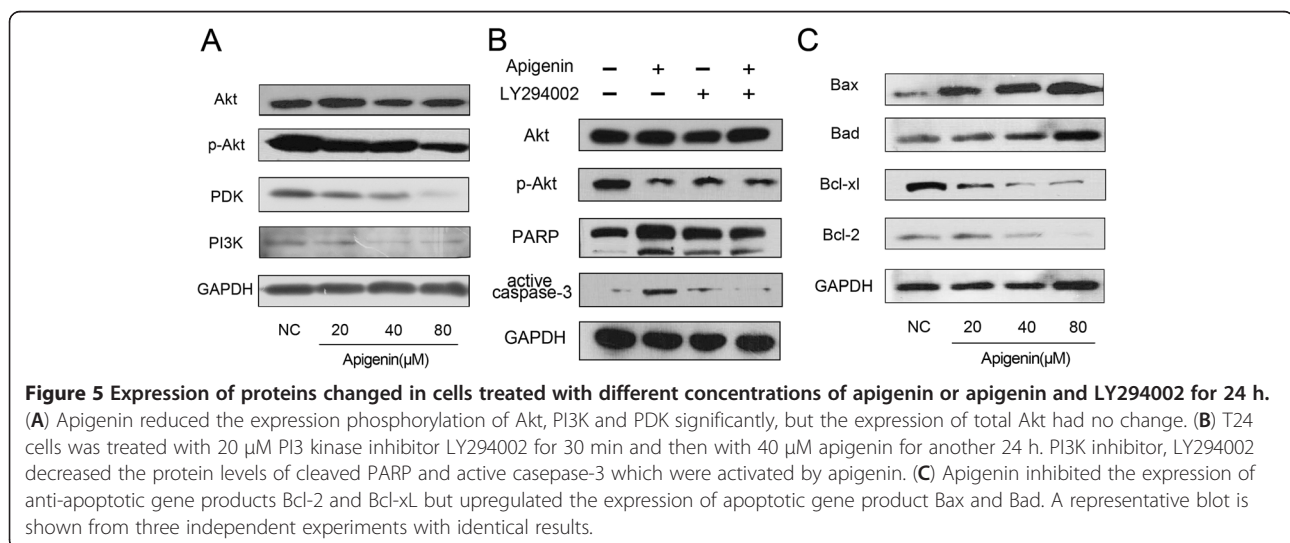 A
Akt
p-Akt
PDK
PI3K
GAPDH
NC 20 40 80
Apigenin(µM)
B
Apigenin − + − +
LY294002 − − + +
Akt
p-Akt
PARP
active
caspase-3
GAPDH
C
Bax
Bad
Bcl-xl
Bcl-2
GAPDH
NC 20 40 80
Apigenin(µM)
Figure 5 Expression of proteins changed in cells treated with different concentrations of apigenin or apigenin and LY294002 for 24 h.
(A) Apigenin reduced the expression phosphorylation of Akt, PI3K and PDK significantly, but the expression of total Akt had no change. (B) T24
cells was treated with 20 µM PI3 kinase inhibitor LY294002 for 30 min and then with 40 µM apigenin for another 24 h. PI3K inhibitor, LY294002
decreased the protein levels of cleaved PARP and active casepase-3 which were activated by apigenin. (C) Apigenin inhibited the expression of
anti-apoptotic gene products Bcl-2 and Bcl-xL but upregulated the expression of apoptotic gene product Bax and Bad. A representative blot is
shown from three independent experiments with identical results.